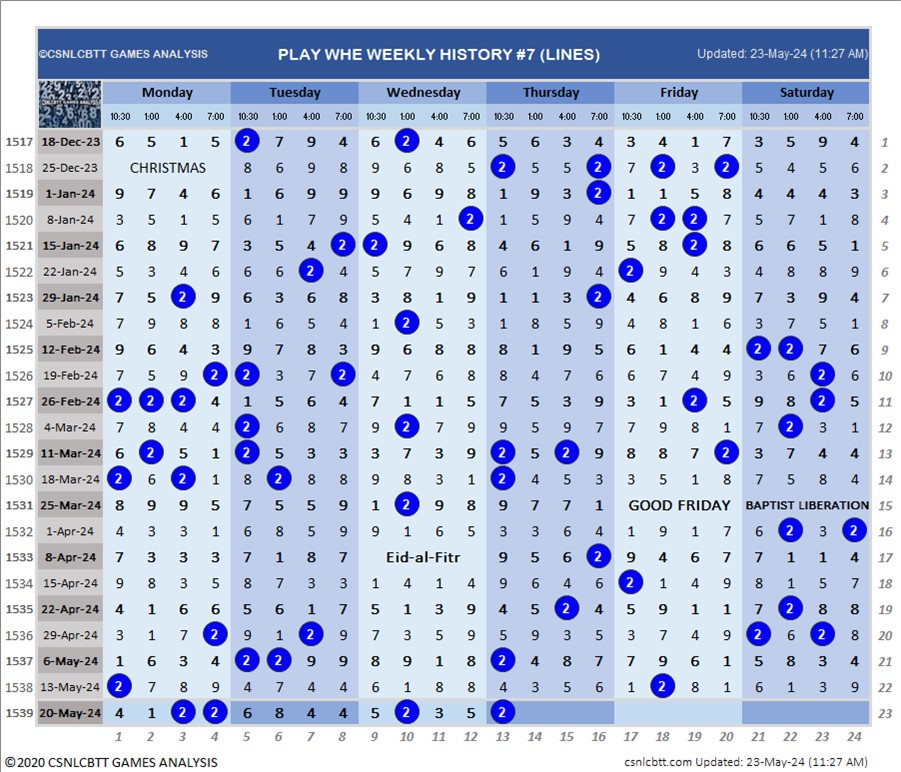 ©CSNLCBTT GAMES ANALYSIS PLAY WHE WEEKLY HISTORY #7 (LINES) Updated: 23-May-24 (11:27 AM)
Monday Tuesday Wednesday Thursday Friday Saturday
10:30 1:00 4:00 7:00 10:30 1:00 4:00 7:00 10:30 1:00 4:00 7:00 10:30 1:00 4:00 7:00 10:30 1:00 4:00 7:00 10:30 1:00 4:00 7:00
1517 18-Dec-23 6 5 1 5 2 7 9 4 6 2 4 6 5 6 3 4 3 4 1 7 3 5 9 4 1
1518 25-Dec-23 CHRISTMAS 8 6 9 8 9 6 8 5 2 5 5 2 7 2 3 2 5 4 5 6 2
1519 1-Jan-24 9 7 4 6 1 6 9 9 9 6 9 8 1 9 3 2 1 1 5 8 4 4 4 3 3
1520 8-Jan-24 3 5 1 5 6 1 7 9 5 4 1 2 1 5 9 4 7 2 2 6 5 7 1 8 4
1521 15-Jan-24 6 8 9 7 3 5 4 2 2 9 6 8 4 6 1 9 5 8 2 8 6 6 5 1 5
1522 22-Jan-24 5 3 4 6 6 6 2 4 5 7 9 7 6 1 9 4 2 9 4 3 4 8 8 9 6
1523 29-Jan-24 7 5 2 9 6 3 6 8 3 8 1 9 1 1 3 2 4 6 8 9 7 3 9 4 7
1524 5-Feb-24 7 9 8 8 1 6 5 4 1 2 5 3 1 8 5 9 4 8 1 6 3 7 5 1 8
1525 12-Feb-24 9 6 4 3 9 7 8 3 9 6 8 8 8 1 9 5 6 1 4 4 2 2 7 6 9
1526 19-Feb-24 7 5 9 2 2 3 7 2 4 7 6 8 8 4 7 6 6 7 4 9 3 6 2 6 10
1527 26-Feb-24 2 2 2 4 1 5 6 4 7 1 1 5 7 5 3 9 3 1 2 5 9 8 2 5 11
1528 4-Mar-24 7 8 4 4 2 6 8 7 9 2 7 9 9 5 9 7 7 9 8 1 7 2 3 1 12
1529 11-Mar-24 6 2 5 1 2 5 3 3 3 7 3 9 2 5 2 9 8 8 7 2 3 7 4 4 13
1530 18-Mar-24 2 6 2 1 8 2 8 8 9 8 3 1 2 4 5 4 3 5 1 8 7 5 8 4 14
1531 25-Mar-24 8 9 9 5 7 5 5 9 1 2 9 8 9 7 7 1 GOOD FRIDAY BAPTIST LIBERATION 15
1532 1-Apr-24 4 3 3 1 6 8 5 9 9 1 6 5 3 3 6 4 1 9 1 7 6 2 3 2 16
1533 8-Apr-24 7 3 3 3 7 1 8 7 Eid-al-Fitr 9 5 6 2 9 4 6 7 7 1 1 4 17
1534 15-Apr-24 9 8 3 5 8 7 3 3 1 4 1 4 9 6 4 6 2 1 4 9 8 1 5 7 18
1535 22-Apr-24 4 1 6 6 5 6 1 7 5 1 3 9 4 5 2 4 5 9 1 1 7 2 8 8 19
1536 29-Apr-24 3 1 7 2 9 1 2 9 7 3 5 9 5 9 3 5 3 7 4 9 2 6 2 8 20
1537 6-May-24 1 6 3 4 2 2 9 9 8 9 1 8 2 4 8 7 7 9 6 1 5 8 3 4 21
1538 13-May-24 2 7 8 9 4 7 4 4 6 1 8 8 4 3 5 6 1 2 8 1 6 1 3 9 22
1539 20-May-24 4 1 2 2 6 8 4 4 5 2 3 5 2 23
1 2 3 4 5 6 7 8 9 10 11 12 13 14 15 16 17 18 19 20 21 22 23 24
©2020 CSNLCBTT GAMES ANALYSIS csnlcbtt.com Updated: 23-May-24 (11:27 AM)